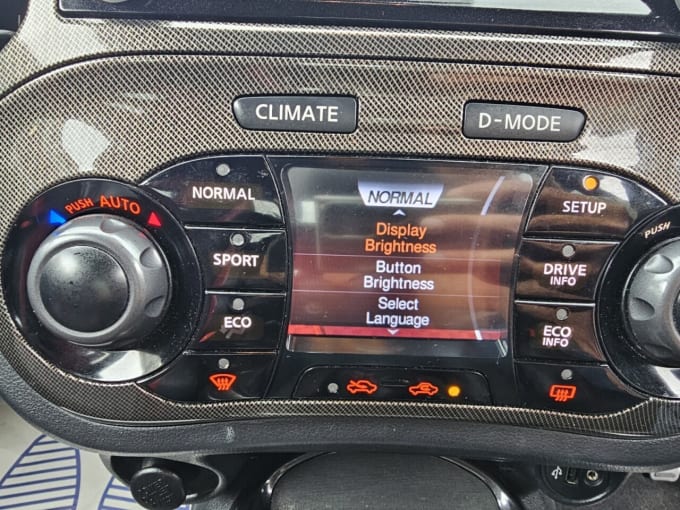 CLIMATE
D-MODE
NORMAL
SPORT
ECO
PUSH AUTO
NORMAL
Display
Brightness
Button
Brightness
Select
Language
SETUP
DRIVE
INFO
ECO
INFO
PUSH